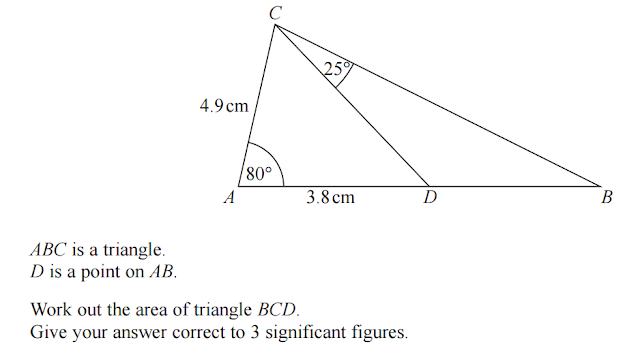 C
25°
4.9 cm
80°
A
3.8 cm
D
B
ABC is a triangle.
D is a point on AB.
Work out the area of triangle BCD.
Give your answer correct to 3 significant figures.